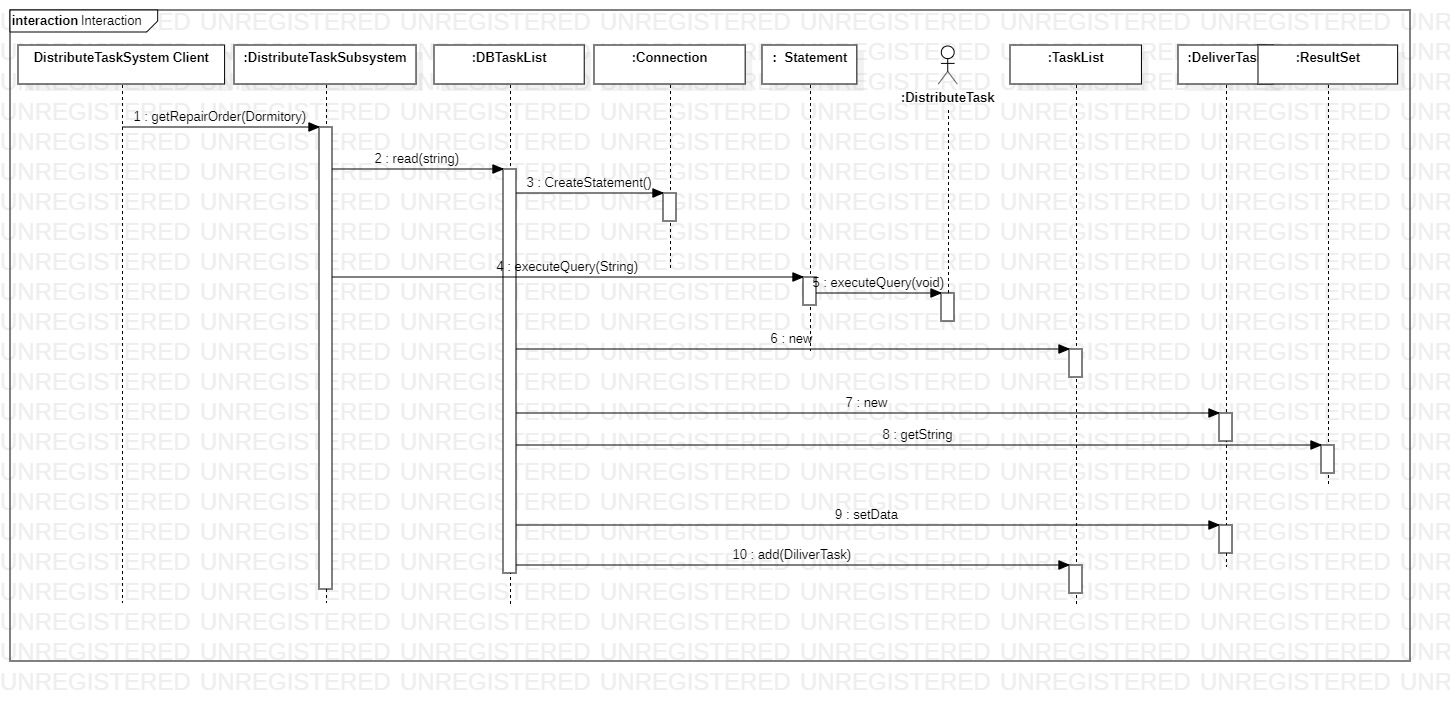 interaction Interaction
DistributeTaskSystem Client
:DistributeTaskSubsystem
:DBTaskList
:Connection
: Statement
:DistributeTask
:TaskList
:DeliverTas
:ResultSet
1 : getRepairOrder(Dormitory)
2 : read(string)
3 : CreateStatement()
4 : executeQuery(String)
5 : executeQuery(void)
6 : new
7 : new
8 : getString
9 : setData
10 : add(DiliverTask)
UNREGISTERED